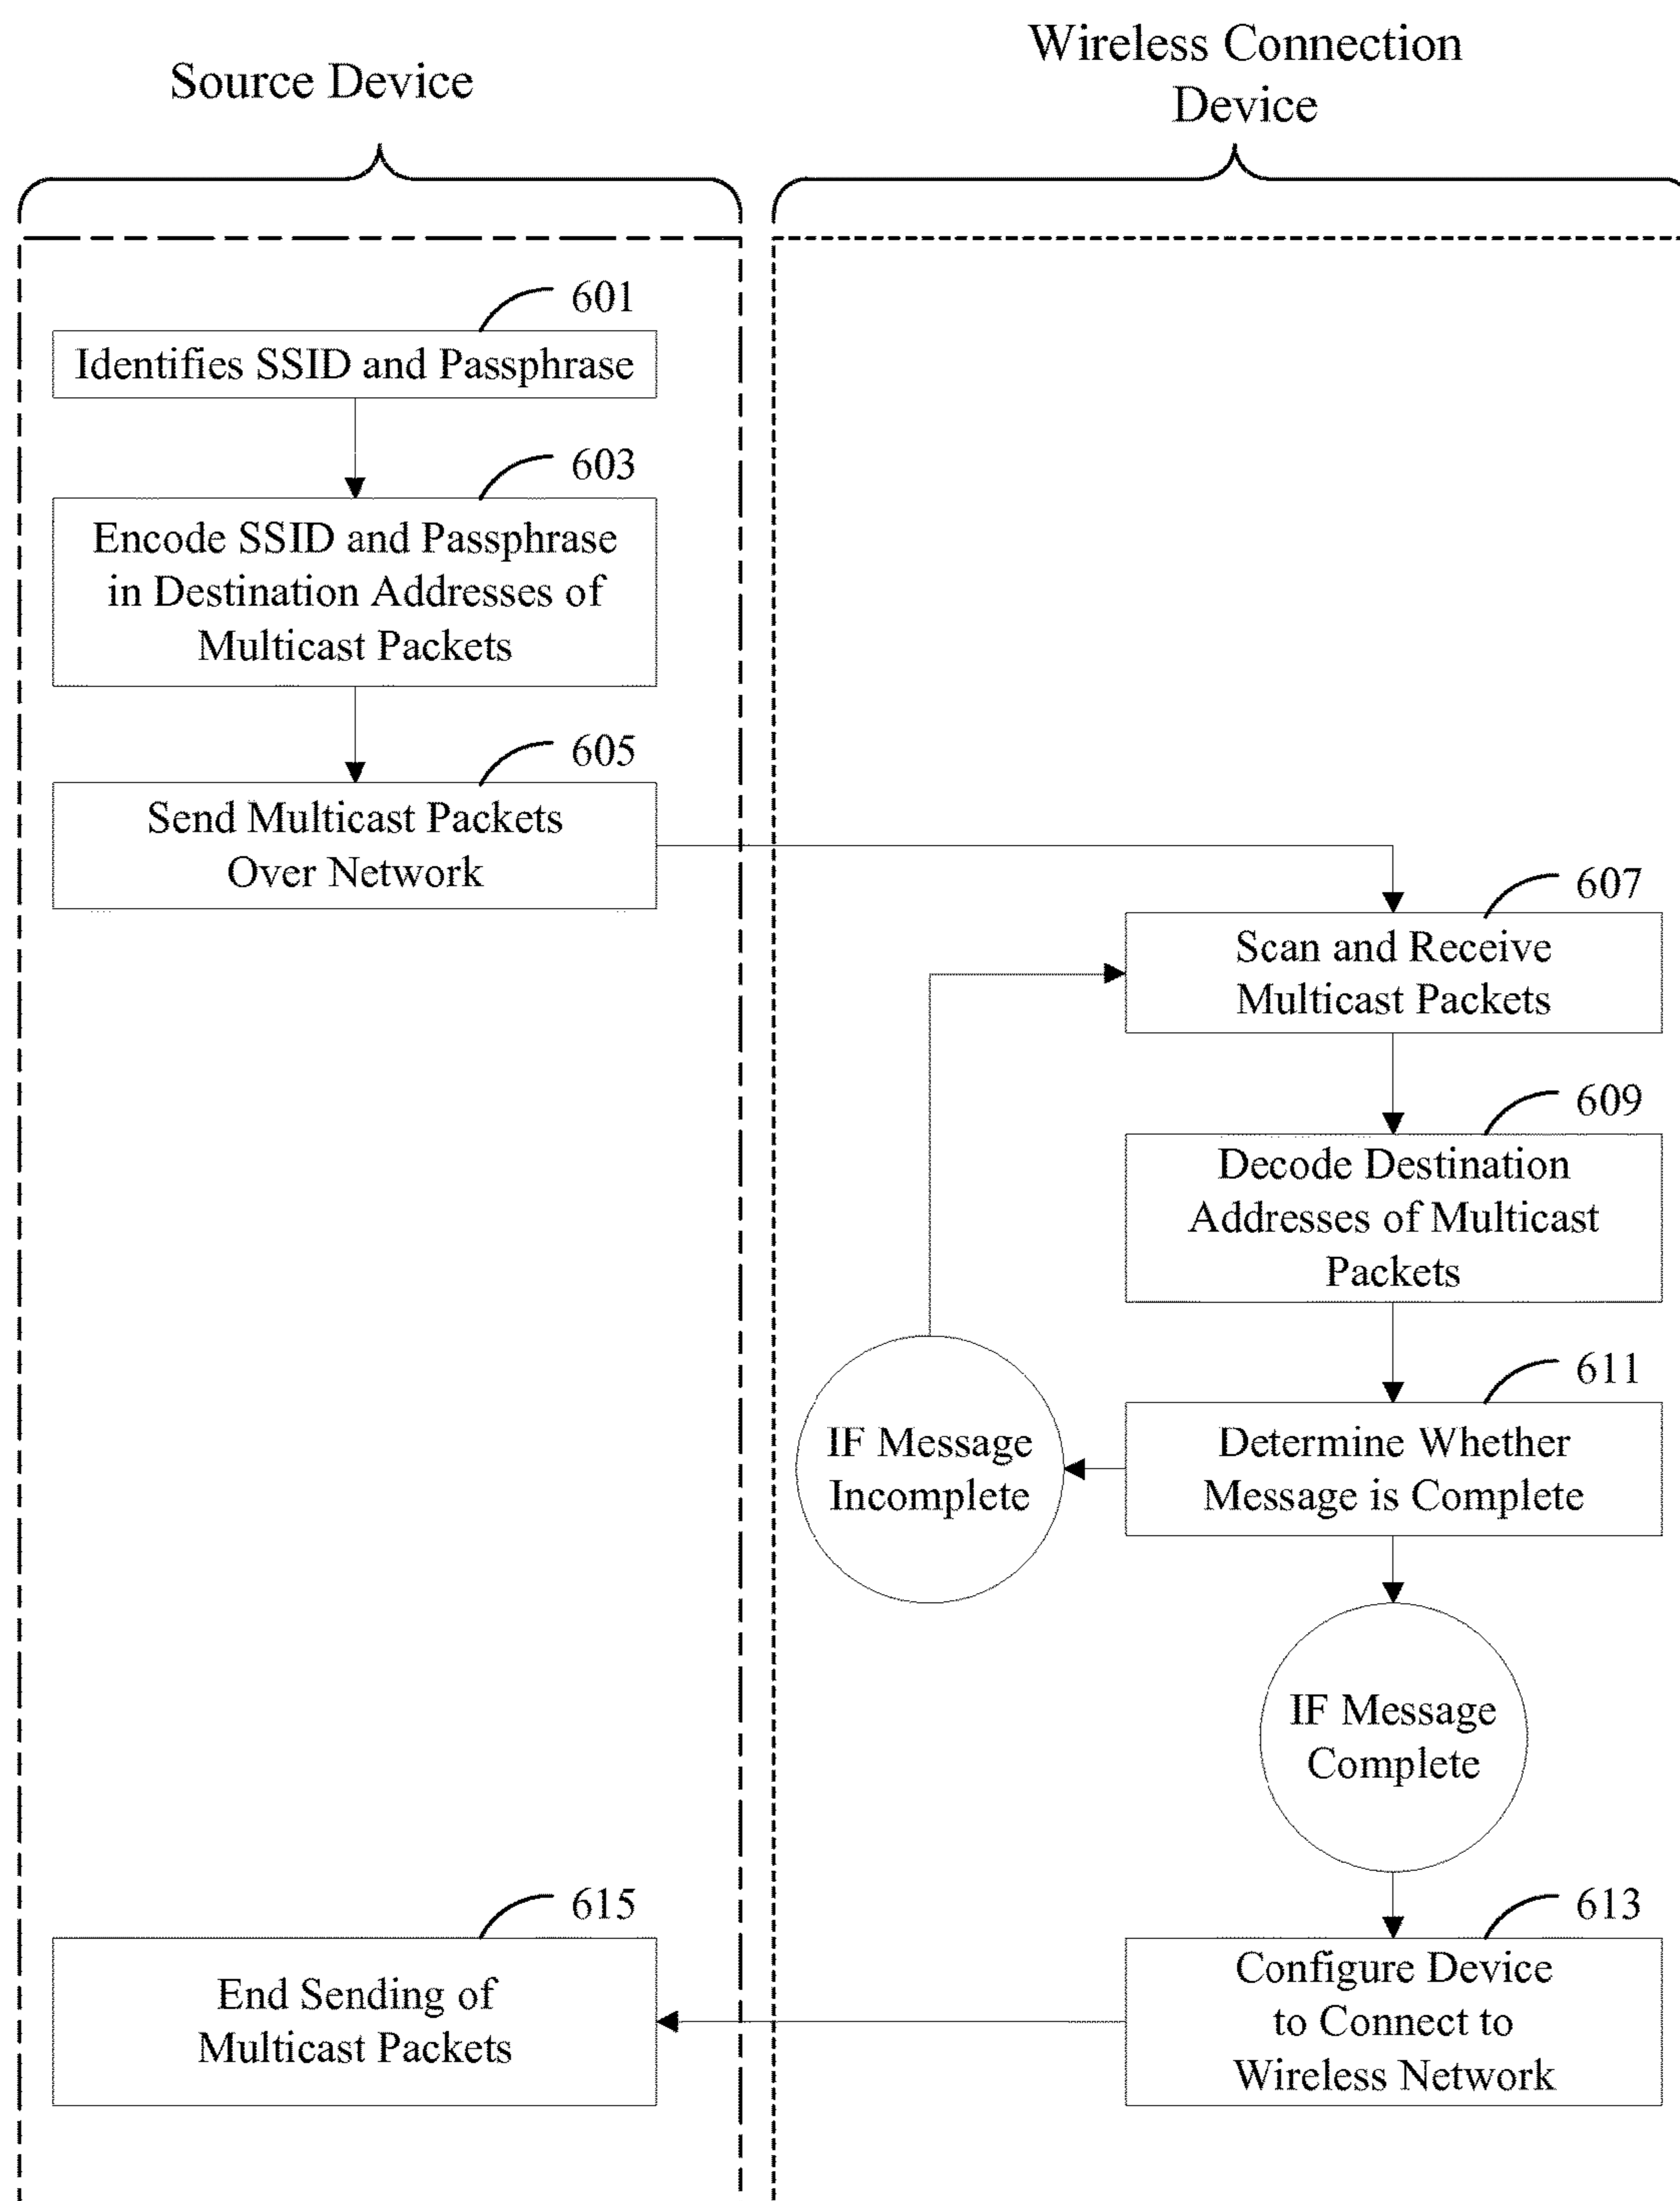 Source Device
Wireless Connection
Device
601
Identifies SSID and Passphrase
603
Encode SSID and Passphrase
in Destination Addresses of
Multicast Packets
605
Send Multicast Packets
Over Network
607
Scan and Receive
Multicast Packets
609
Decode Destination
Addresses of Multicast
Packets
611
Determine Whether
Message is Complete
IF Message
Incomplete
IF Message
Complete
613
Configure Device
to Connect to
Wireless Network
615
End Sending of
Multicast Packets